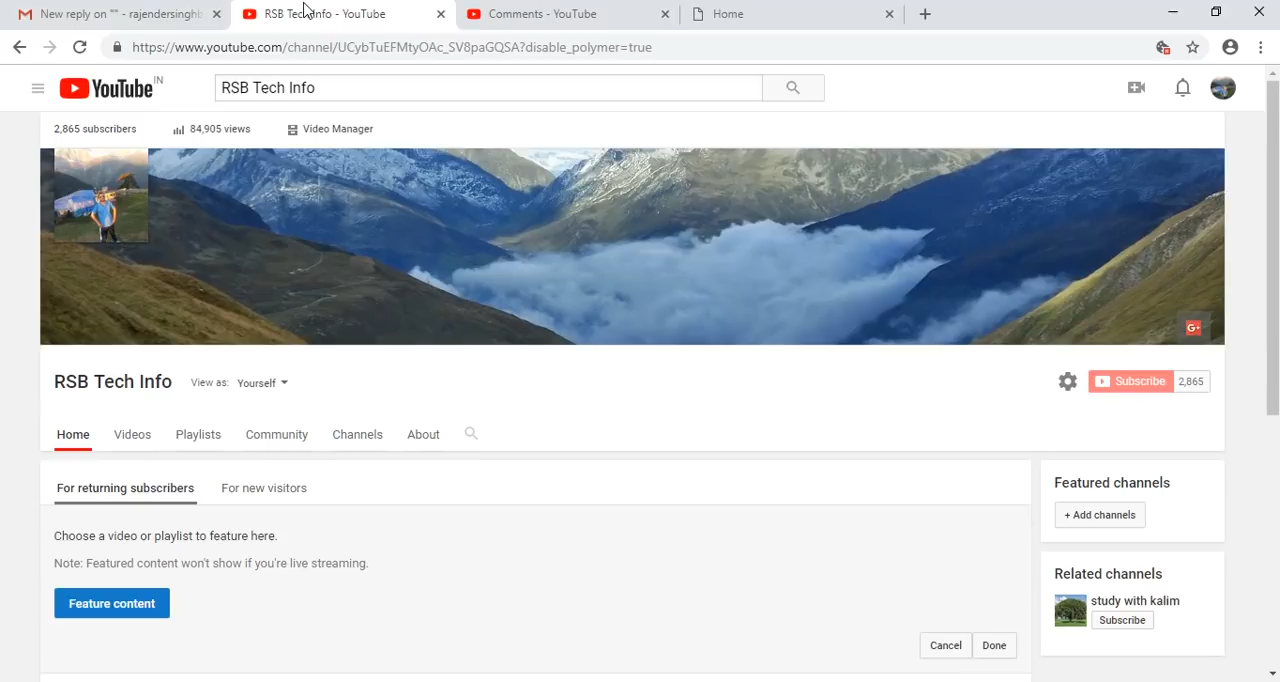 New reply on "" - rajendersinghb
RSB Tech Info - YouTube
Comments - YouTube
Home
https://www.youtube.com/channel/UCybTuEFMtyOAc_SV8paGQSA?disable_polymer=true
YouTube IN
RSB Tech Info
2,865 subscribers
84,905 views
Video Manager
G+
RSB Tech Info
View as: Yourself
Subscribe 2,865
Home
Videos
Playlists
Community
Channels
About
For returning subscribers
For new visitors
Choose a video or playlist to feature here.
Note: Featured content won't show if you're live streaming.
Feature content
Cancel
Done
Featured channels
+ Add channels
Related channels
study with kalim
Subscribe